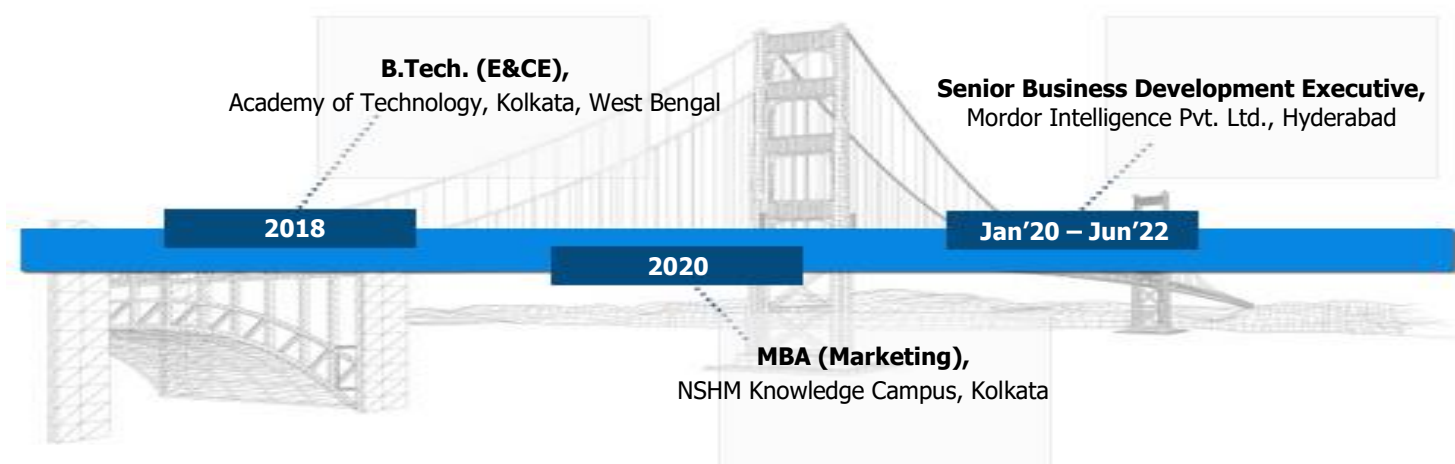 B.Tech. (E&CE),
Academy of Technology, Kolkata, West Bengal
Senior Business Development Executive,
Mordor Intelligence Pvt. Ltd., Hyderabad
2018
Jan’20 – Jun’22
2020
MBA (Marketing),
NSHM Knowledge Campus, Kolkata